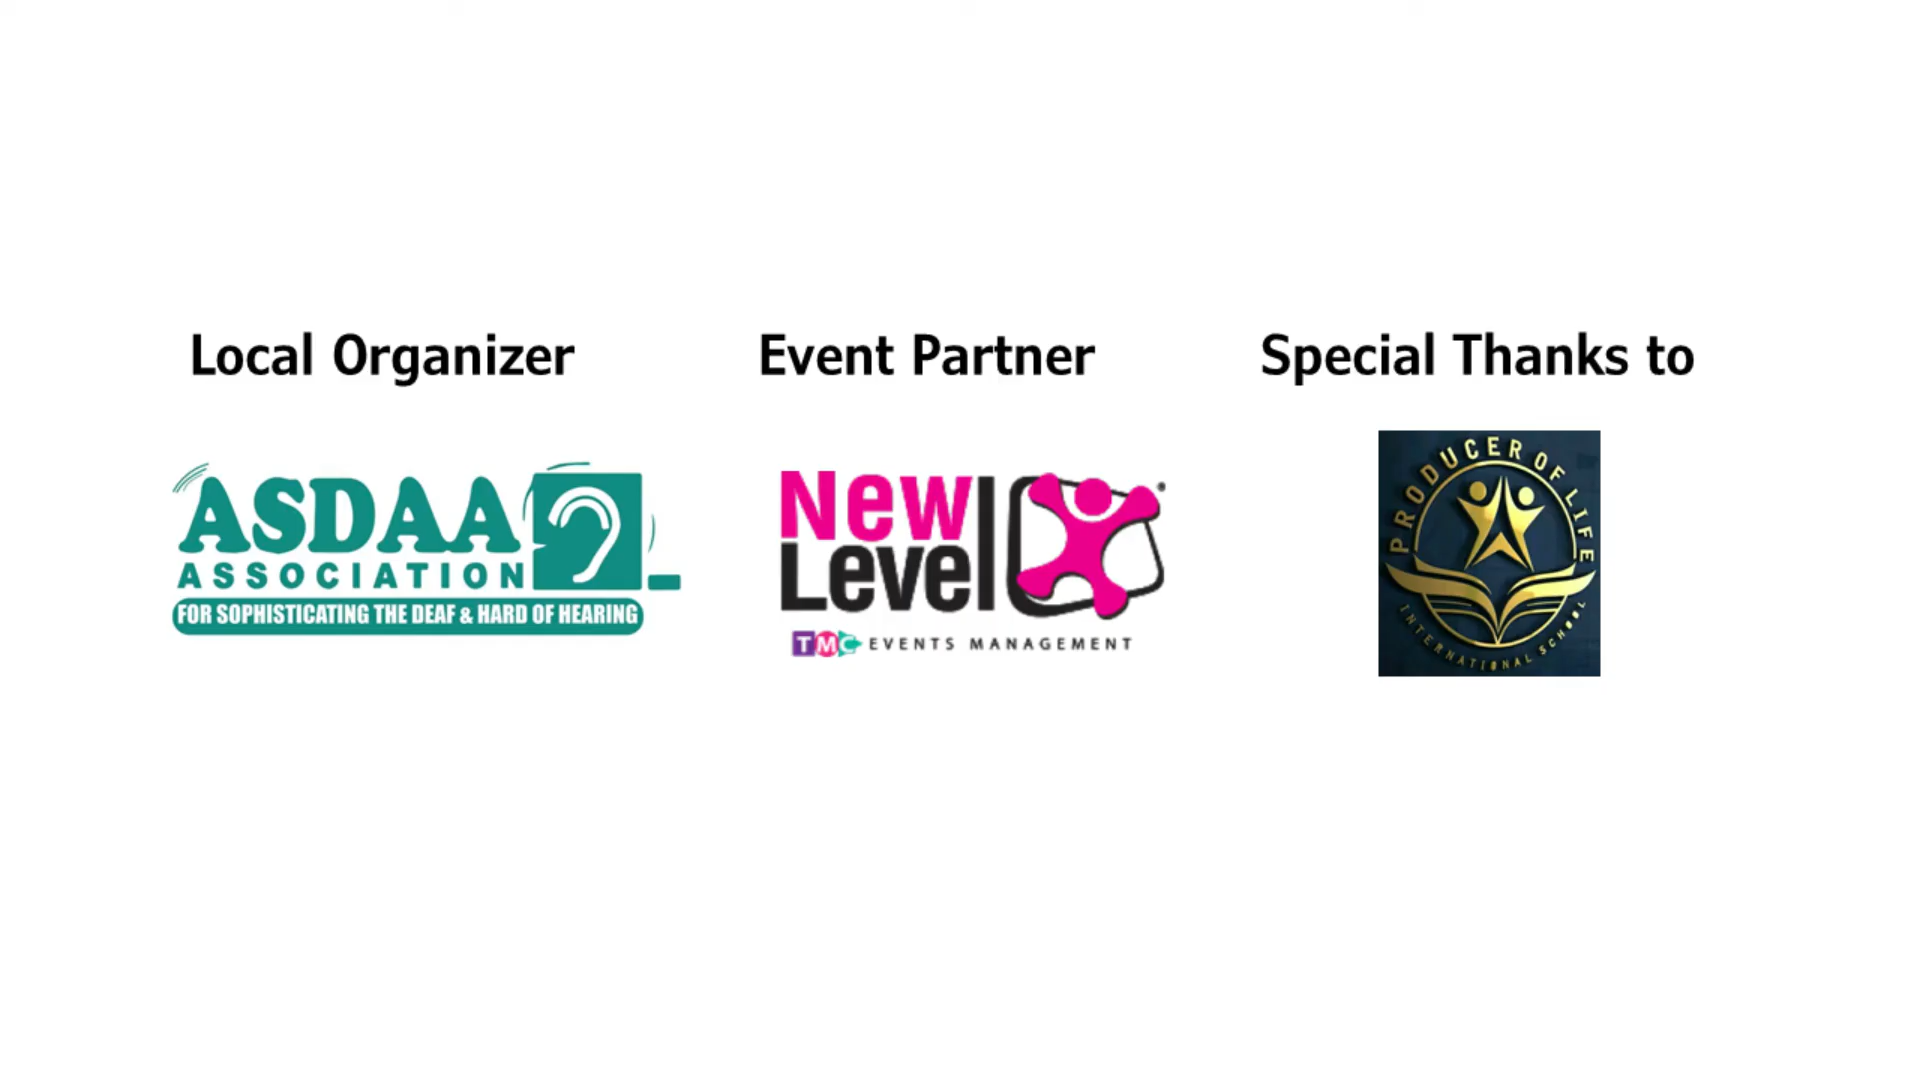 Local Organizer
ASDAA
ASSOCIATION
FOR SOPHISTICATING THE DEAF & HARD OF HEARING
Event Partner
New
Level
TMC EVENTS MANAGEMENT
Special Thanks to
PRODUCER OF LIFE
INTERNATIONAL SCHOOL